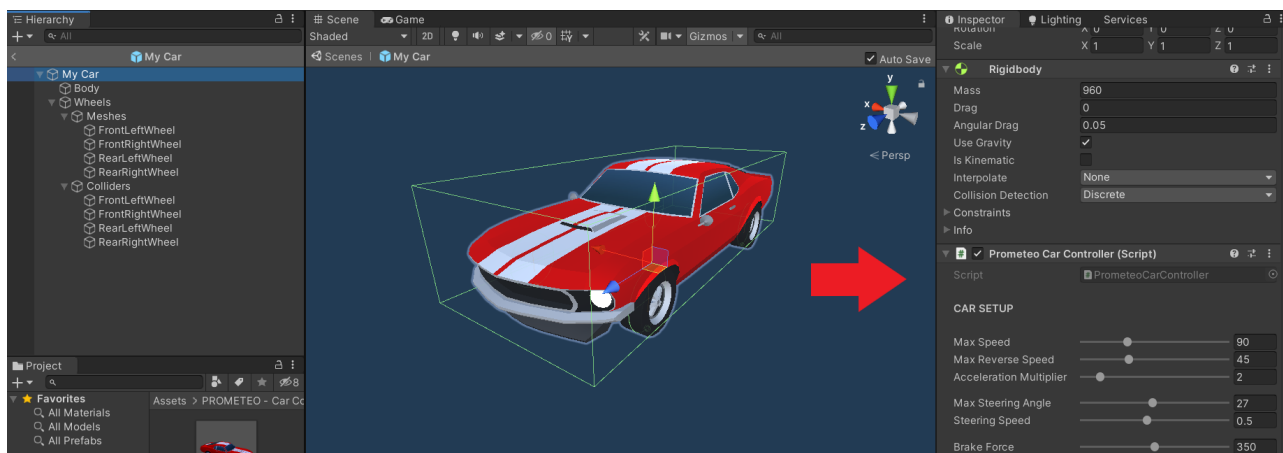 Hierarchy
All
My Car
My Car
Body
Wheels
Meshes
FrontLeftWheel
FrontRightWheel
RearLeftWheel
RearRightWheel
Colliders
FrontLeftWheel
FrontRightWheel
RearLeftWheel
RearRightWheel
Project
8
Favorites
All Materials
All Models
All Prefabs
Assets > PROMETEO - Car Co
# Scene Game
Shaded 2D 0 Gizmos All
Scenes | My Car Auto Save
y
x
z
< Persp
Inspector Lighting Services
Rotation X 0 Y 0 Z 0
Scale X 1 Y 1 Z 1
Rigidbody
Mass 960
Drag 0
Angular Drag 0.05
Use Gravity
Is Kinematic
Interpolate None
Collision Detection Discrete
Constraints
Info
# Prometeo Car Controller (Script)
Script PrometeoCarController
CAR SETUP
Max Speed 90
Max Reverse Speed 45
Acceleration Multiplier 2
Max Steering Angle 27
Steering Speed 0.5
Brake Force 350